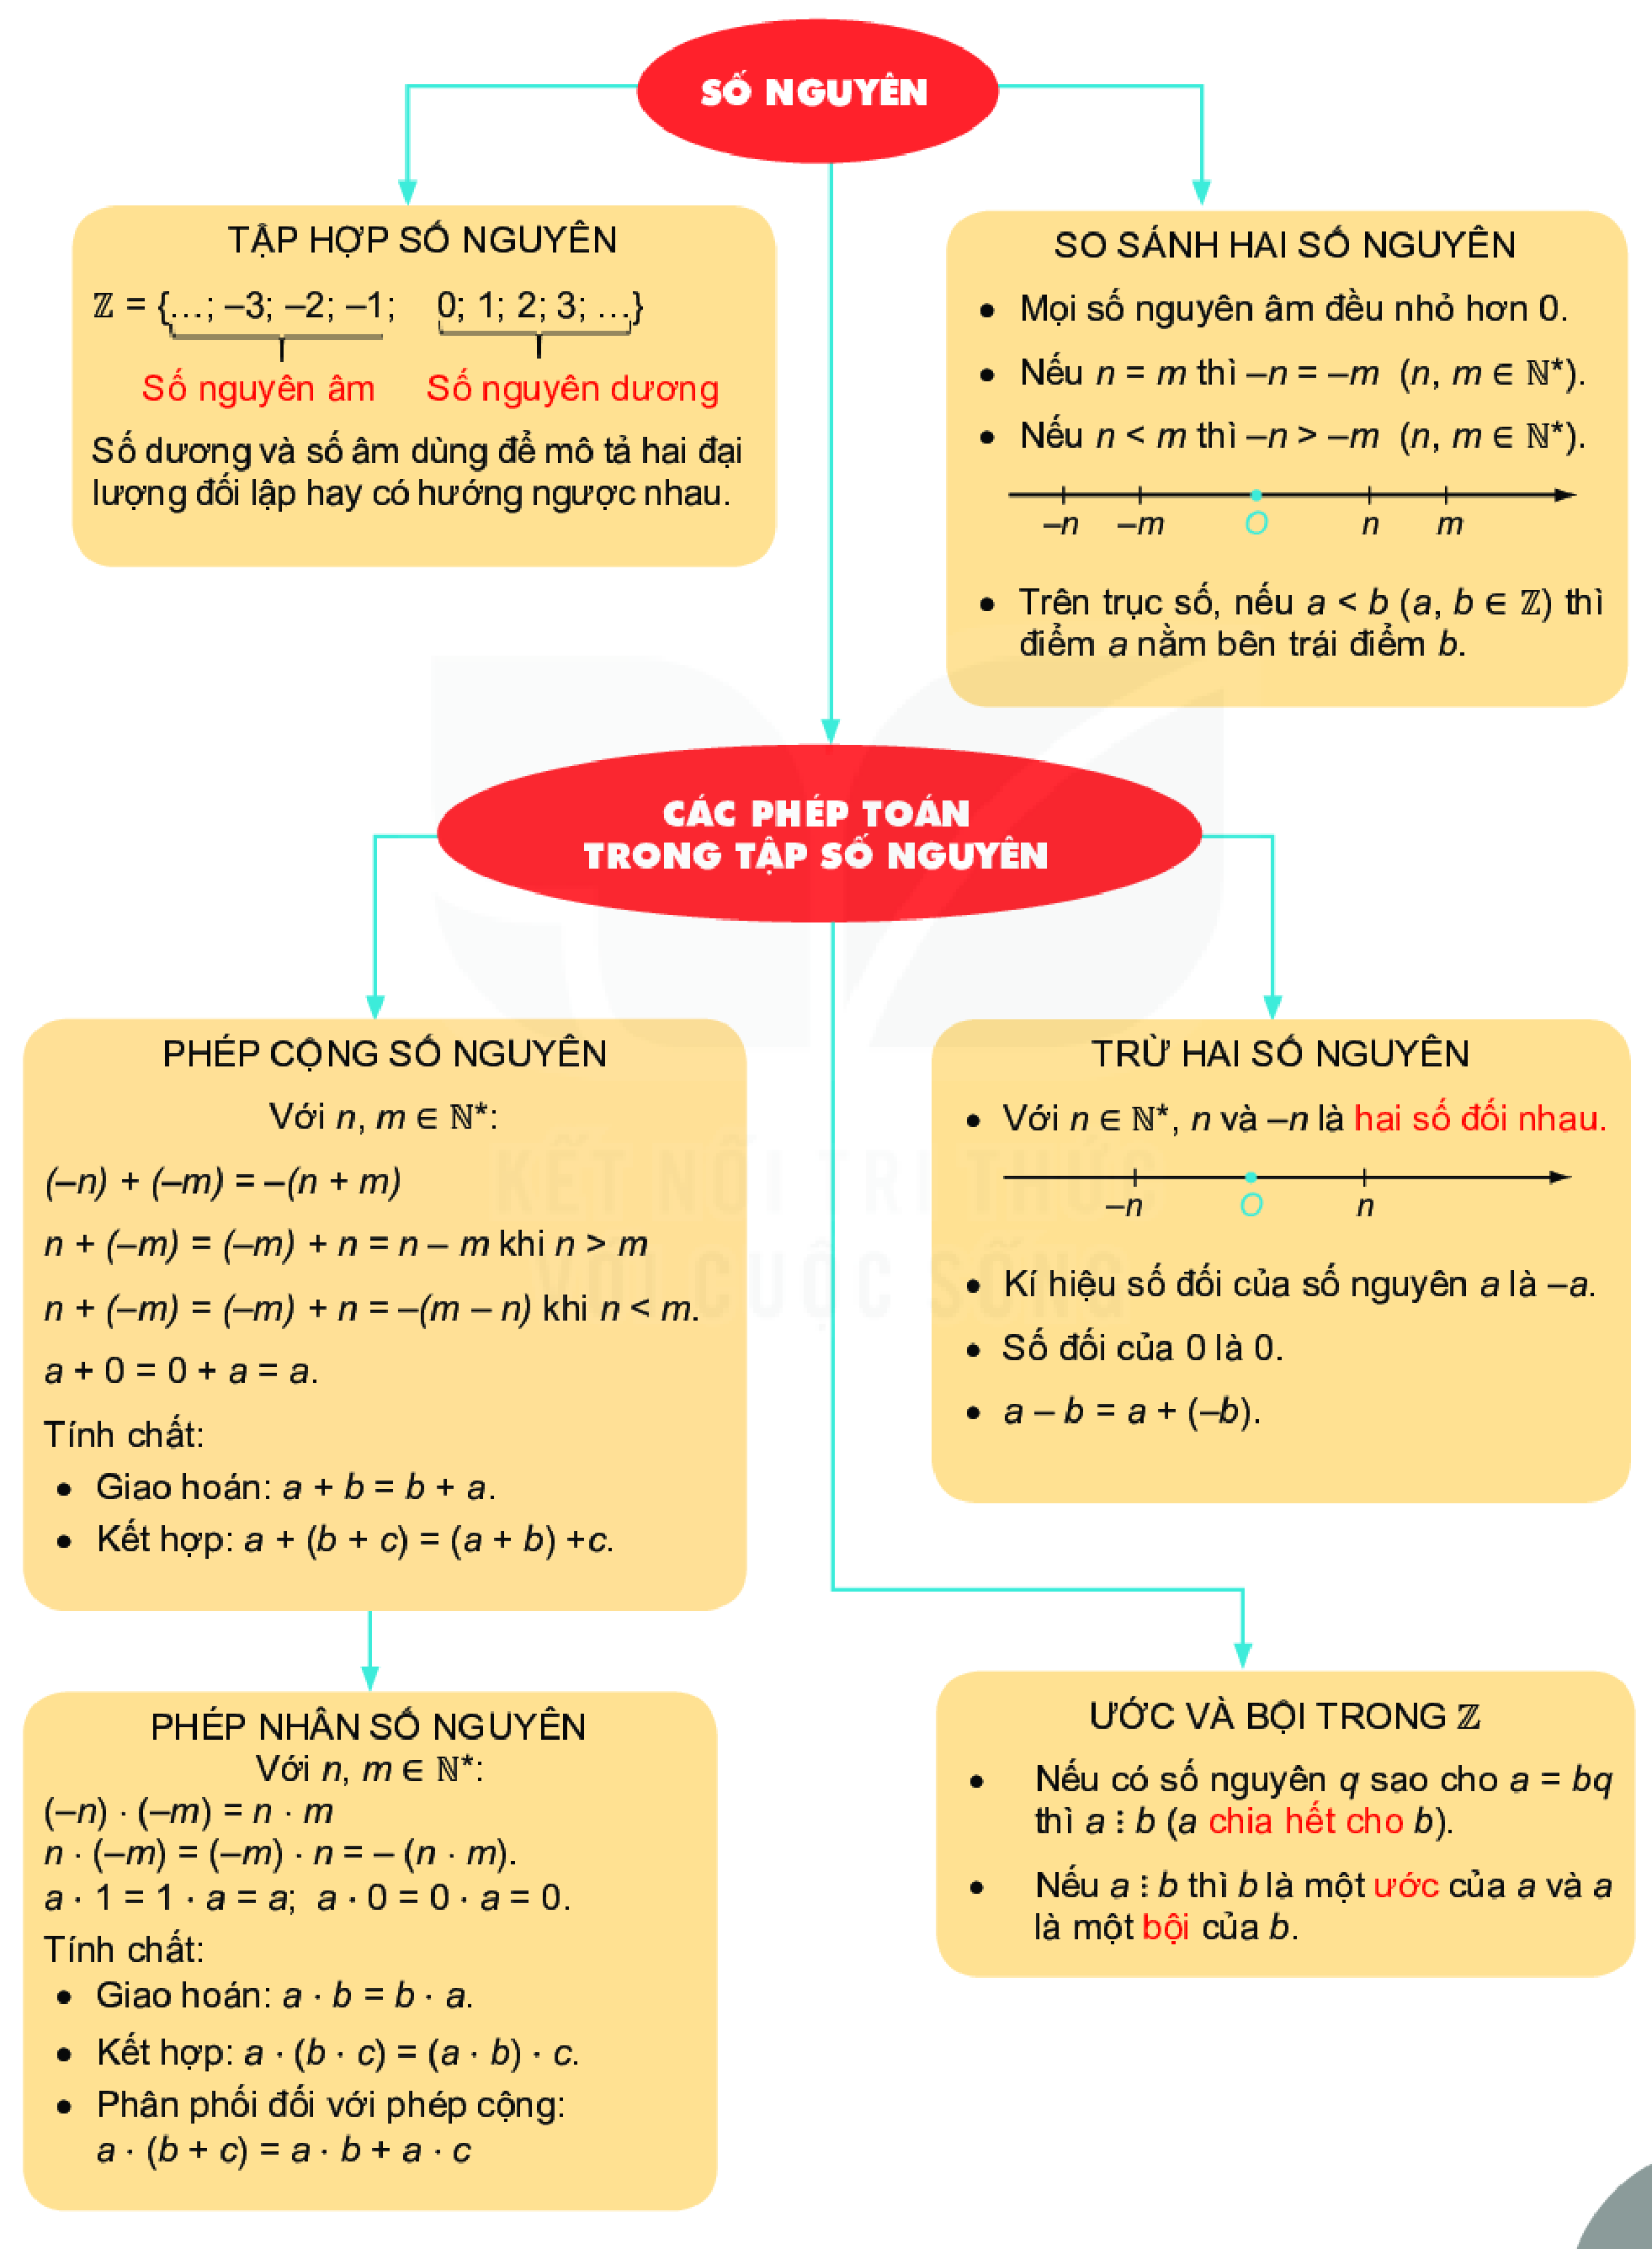 SỐ NGUYÊN
TẬP HỢP SỐ NGUYÊN
ℤ = {...; –3; –2; –1; 0; 1; 2; 3; ...}
Số nguyên âm Số nguyên dương
Số dương và số âm dùng để mô tả hai đại
lượng đối lập hay có hướng ngược nhau.
SO SÁNH HAI SỐ NGUYÊN
• Mọi số nguyên âm đều nhỏ hơn 0.
• Nếu n = m thì –n = –m (n, m ∈ ℕ*).
• Nếu n < m thì –n > –m (n, m ∈ ℕ*).
–n –m O n m
• Trên trục số, nếu a < b (a, b ∈ ℤ) thì
điểm a nằm bên trái điểm b.
CÁC PHÉP TOÁN
TRONG TẬP SỐ NGUYÊN
PHÉP CỘNG SỐ NGUYÊN
Với n, m ∈ ℕ*:
(–n) + (–m) = –(n + m)
n + (–m) = (–m) + n = n – m khi n > m
n + (–m) = (–m) + n = –(m – n) khi n < m.
a + 0 = 0 + a = a.
Tính chất:
• Giao hoán: a + b = b + a.
• Kết hợp: a + (b + c) = (a + b) +c.
TRỪ HAI SỐ NGUYÊN
• Với n ∈ ℕ*, n và –n là hai số đối nhau.
–n O n
• Kí hiệu số đối của số nguyên a là –a.
• Số đối của 0 là 0.
• a – b = a + (–b).
KẾT NỐI TRI THỨC
VỚI CUỘC SỐNG
PHÉP NHÂN SỐ NGUYÊN
Với n, m ∈ ℕ*:
(–n) · (–m) = n · m
n · (–m) = (–m) · n = – (n · m).
a · 1 = 1 · a = a; a · 0 = 0 · a = 0.
Tính chất:
• Giao hoán: a · b = b · a.
• Kết hợp: a · (b · c) = (a · b) · c.
• Phân phối đối với phép cộng:
a · (b + c) = a · b + a · c
ƯỚC VÀ BỘI TRONG ℤ
• Nếu có số nguyên q sao cho a = bq
thì a ⋮ b (a chia hết cho b).
• Nếu a ⋮ b thì b là một ước của a và a
là một bội của b.